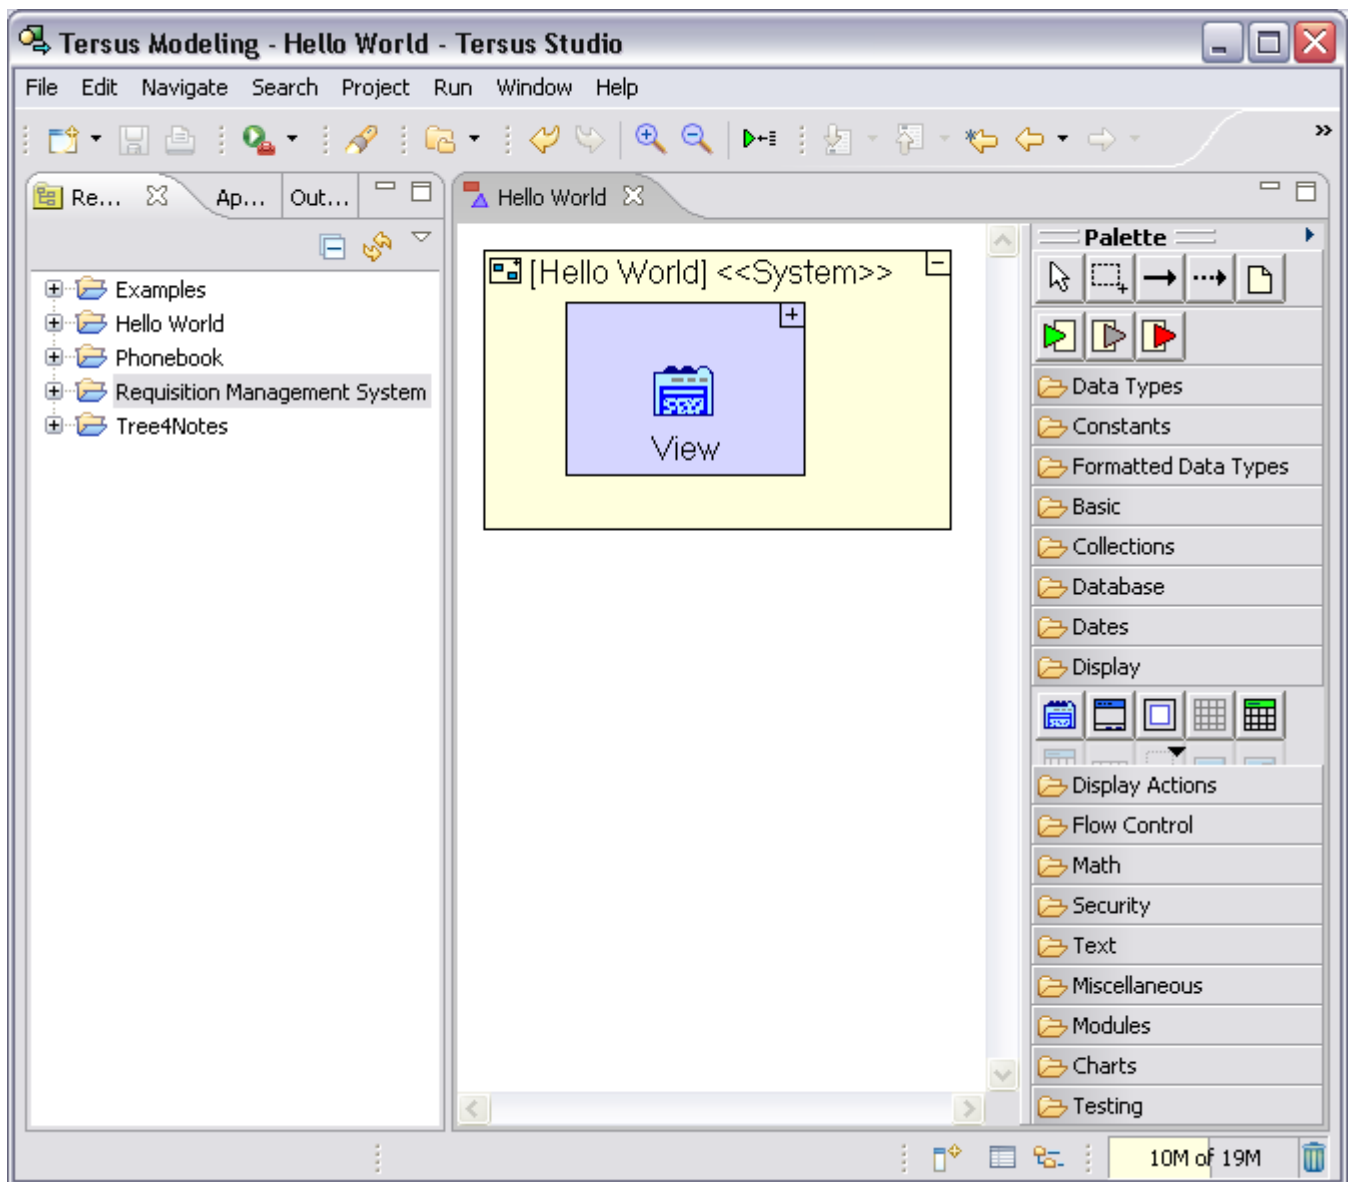 Tersus Modeling - Hello World - Tersus Studio
File Edit Navigate Search Project Run Window Help
Re... Ap... Out...
Hello World
Examples
Hello World
Phonebook
Requisition Management System
Tree4Notes
[Hello World] <<System>>
View
Palette
Data Types
Constants
Formatted Data Types
Basic
Collections
Database
Dates
Display
Display Actions
Flow Control
Math
Security
Text
Miscellaneous
Modules
Charts
Testing
10M of 19M